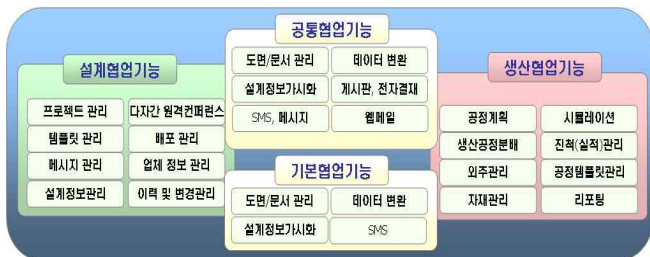 공통협업기능
도면/문서 관리
데이터 변환
설계정보가시화
게시판, 전자결재
SMS, 메시지
웹메일
설계협업기능
프로젝트 관리
다자간 원격컨퍼런스
템플릿 관리
배포 관리
메시지 관리
업체 정보 관리
설계정보관리
이력 및 변경관리
기본협업기능
도면/문서 관리
데이터 변환
설계정보가시화
SMS
생산협업기능
공정계획
시뮬레이션
생산공정분배
진척(실적)관리
외주관리
공정템플릿관리
자재관리
리포팅